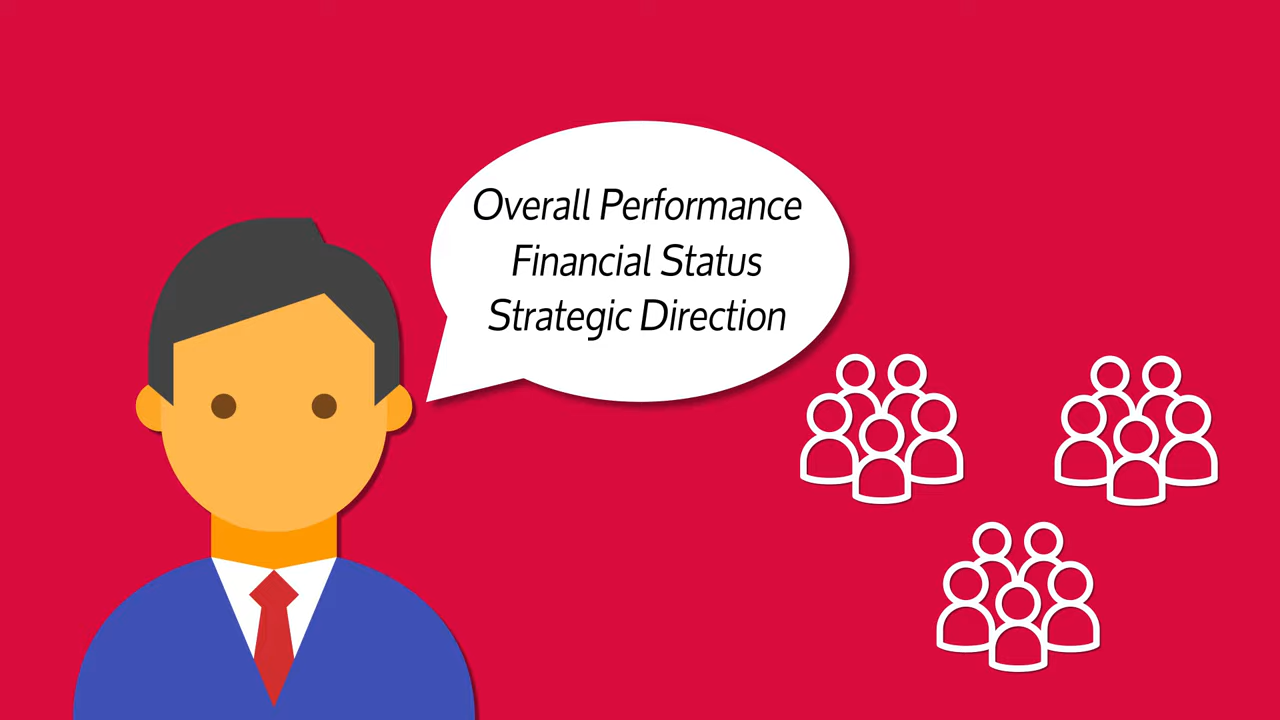 Overall Performance
Financial Status
Strategic Direction